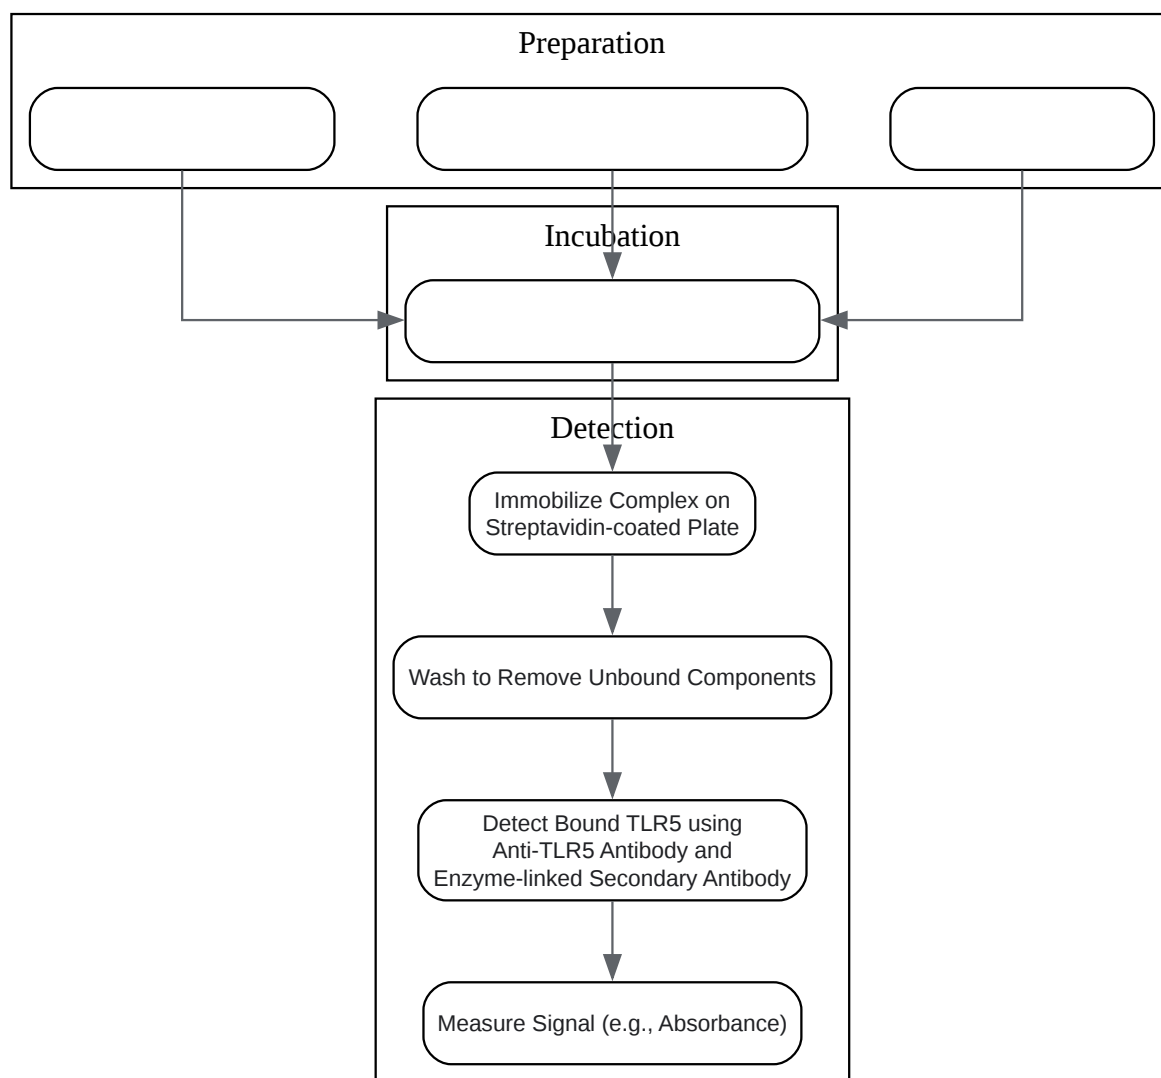 Preparation
Incubation
Detection
Immobilize Complex on
Streptavidin-coated Plate
Wash to Remove Unbound Components
Detect Bound TLR5 using
Anti-TLR5 Antibody and
Enzyme-linked Secondary Antibody
Measure Signal (e.g., Absorbance)